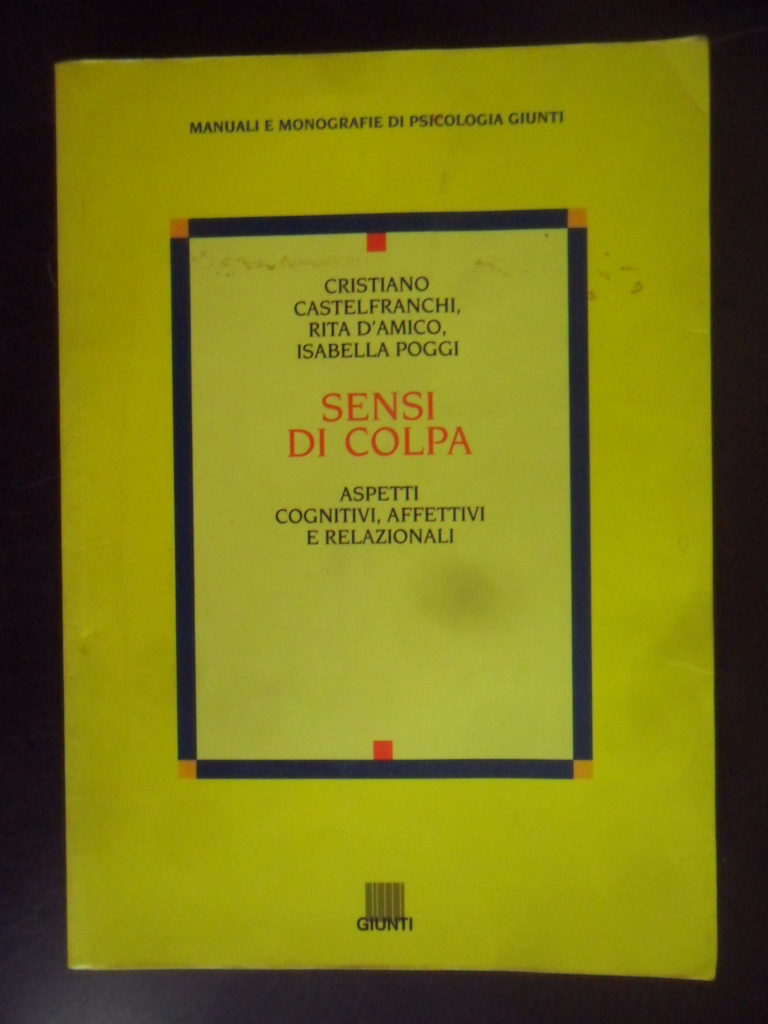 MANUALI E MONOGRAFIE DI PSICOLOGIA GIUNTI
CRISTIANO
CASTELFRANCHI,
RITA D'AMICO,
ISABELLA POGGI
SENSI
DI COLPA
ASPETTI
COGNITIVI, AFFETTIVI
E RELAZIONALI
GIUNTI